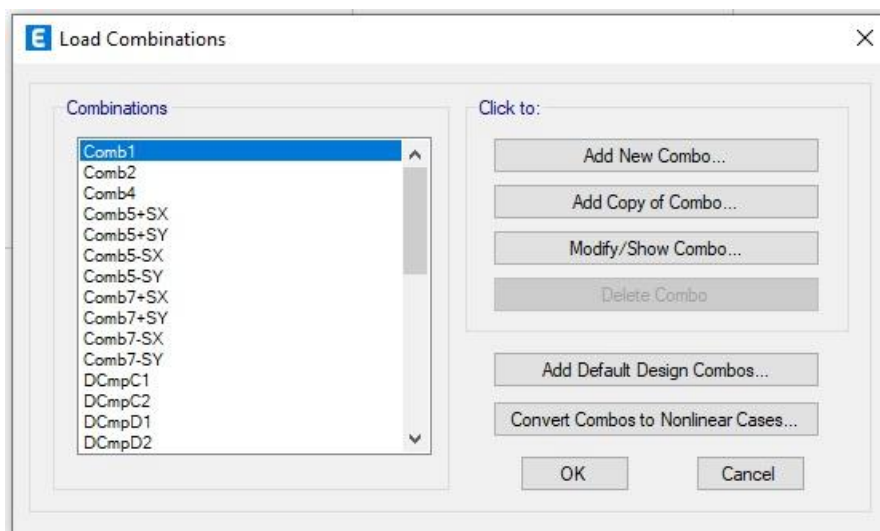 E Load Combinations
Combinations
Comb1
Comb2
Comb4
Comb5+SX
Comb5+SY
Comb5-SX
Comb5-SY
Comb7+SX
Comb7+SY
Comb7-SX
Comb7-SY
DCmpC1
DCmpC2
DCmpD1
DCmpD2
Click to:
Add New Combo...
Add Copy of Combo...
Modify/Show Combo...
Delete Combo
Add Default Design Combos...
Convert Combos to Nonlinear Cases...
OK
Cancel